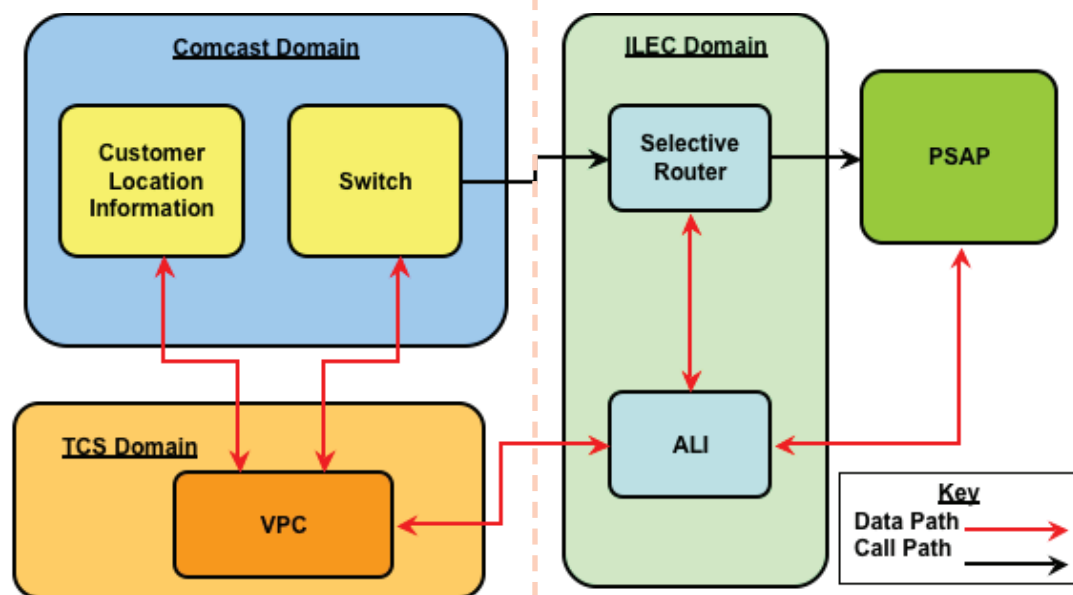 Comcast Domain
Customer
Location
Information
Switch
TCS Domain
VPC
ILEC Domain
Selective
Router
ALI
PSAP
Key
Data Path
Call Path